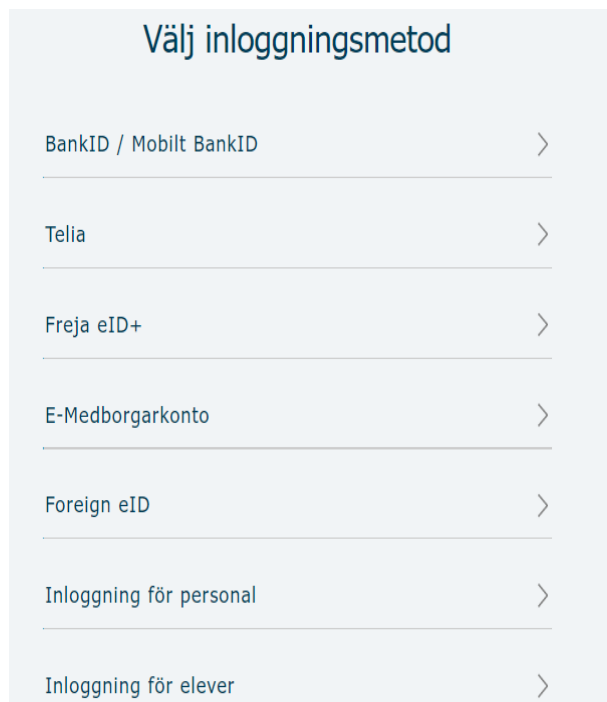 Välj inloggningsmetod
BankID / Mobilt BankID
Telia
Freja eID+
E-Medborgarkonto
Foreign eID
Inloggning för personal
Inloggning för elever